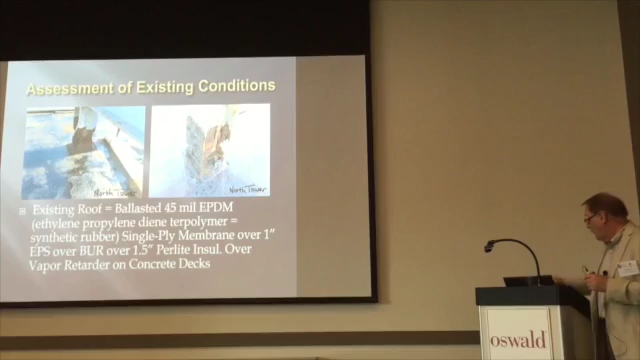 Assessment of Existing Conditions
North Tower
North Tower
Existing Roof = Ballasted 45 mil EPDM
(ethylene propylene diene terpolymer =
synthetic rubber) Single-Ply Membrane over 1"
EPS over BUR over 1.5" Perlite Insul. Over
Vapor Retarder on Concrete Decks
oswald